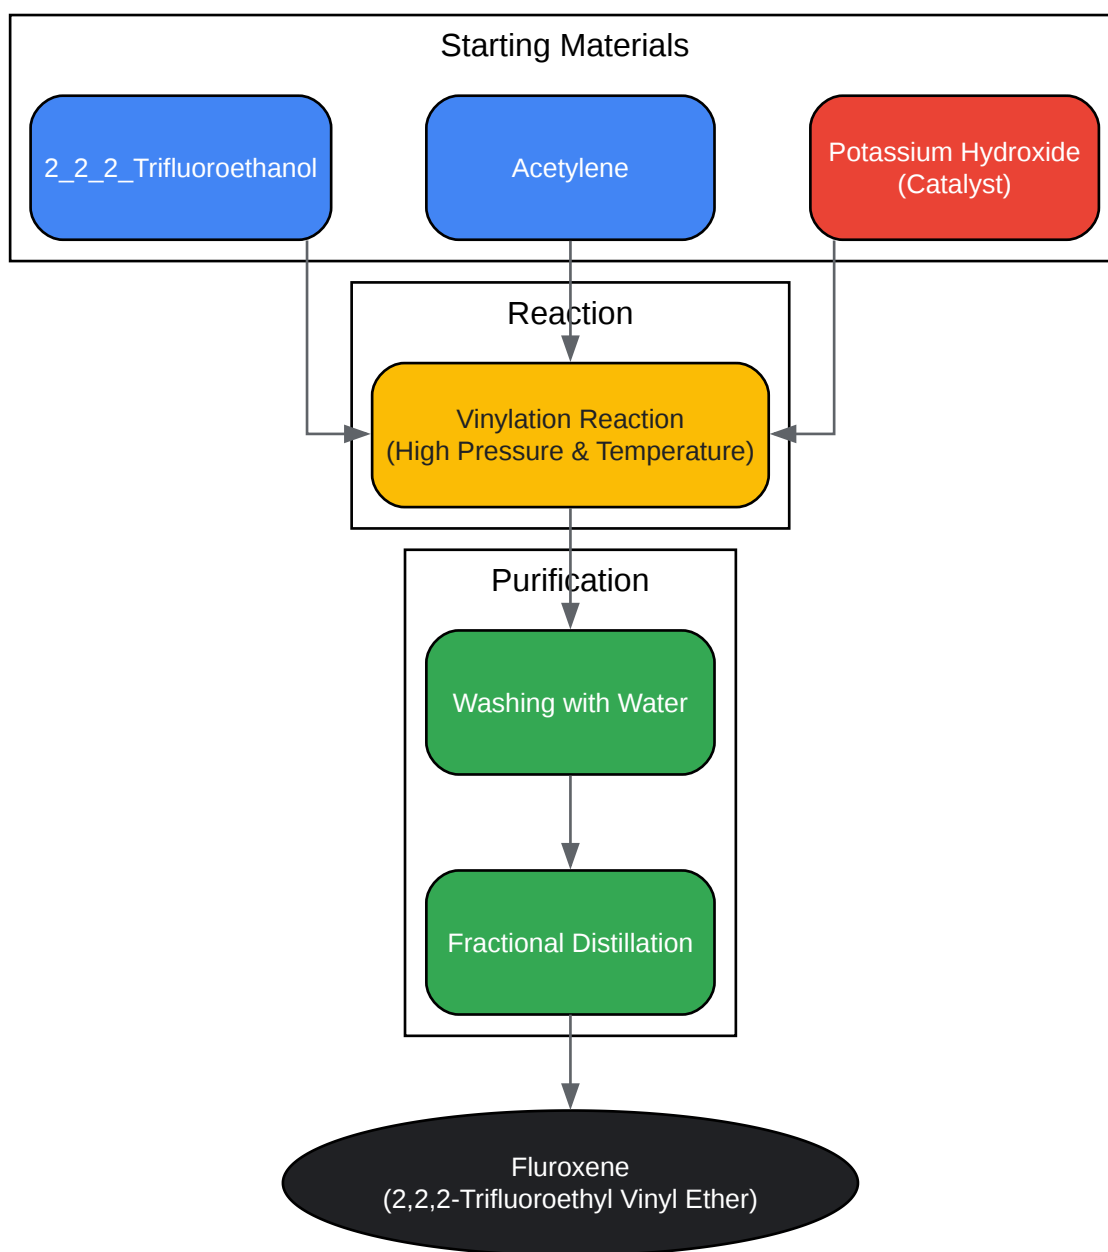 Starting Materials
2_2_2_Trifluoroethanol
Acetylene
Potassium Hydroxide
(Catalyst)
Reaction
Vinylation Reaction
(High Pressure & Temperature)
Purification
Washing with Water
Fractional Distillation
Fluroxene
(2,2,2-Trifluoroethyl Vinyl Ether)